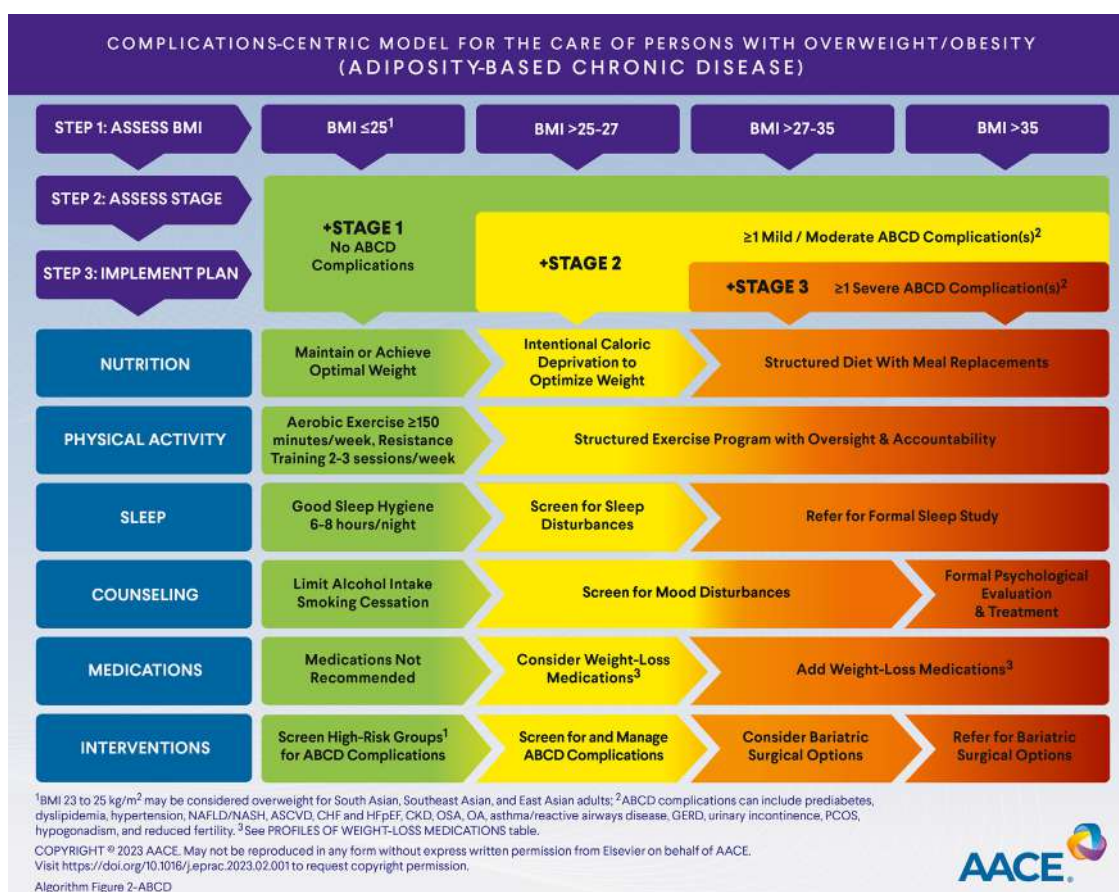 COMPLICATIONS-CENTRIC MODEL FOR THE CARE OF PERSONS WITH OVERWEIGHT/OBESITY
(ADIPOSITY-BASED CHRONIC DISEASE)
STEP 1: ASSESS BMI
BMI ≤25¹
BMI >25-27
BMI >27-35
BMI >35
STEP 2: ASSESS STAGE
STEP 3: IMPLEMENT PLAN
+STAGE 1
No ABCD
Complications
+STAGE 2
≥1 Mild / Moderate ABCD Complication(s)²
+STAGE 3
≥1 Severe ABCD Complication(s)²
NUTRITION
Maintain or Achieve
Optimal Weight
Intentional Caloric
Deprivation to
Optimize Weight
Structured Diet With Meal Replacements
PHYSICAL ACTIVITY
Aerobic Exercise ≥150
minutes/week, Resistance
Training 2-3 sessions/week
Structured Exercise Program with Oversight & Accountability
SLEEP
Good Sleep Hygiene
6-8 hours/night
Screen for Sleep
Disturbances
Refer for Formal Sleep Study
COUNSELING
Limit Alcohol Intake
Smoking Cessation
Screen for Mood Disturbances
Formal Psychological
Evaluation
& Treatment
MEDICATIONS
Medications Not
Recommended
Consider Weight-Loss
Medications³
Add Weight-Loss Medications³
INTERVENTIONS
Screen High-Risk Groups¹
for ABCD Complications
Screen for and Manage
ABCD Complications
Consider Bariatric
Surgical Options
Refer for Bariatric
Surgical Options
¹BMI 23 to 25 kg/m² may be considered overweight for South Asian, Southeast Asian, and East Asian adults; ²ABCD complications can include prediabetes,
dyslipidemia, hypertension, NAFLD/NASH, ASCVD, CHF and HFpEF, CKD, OSA, OA, asthma/reactive airways disease, GERD, urinary incontinence, PCOS,
hypogonadism, and reduced fertility. ³See PROFILES OF WEIGHT-LOSS MEDICATIONS table.
COPYRIGHT © 2023 AACE. May not be reproduced in any form without express written permission from Elsevier on behalf of AACE.
Visit https://doi.org/10.1016/j.eprac.2023.02.001 to request copyright permission.
Algorithm Figure 2-ABCD
AACE.